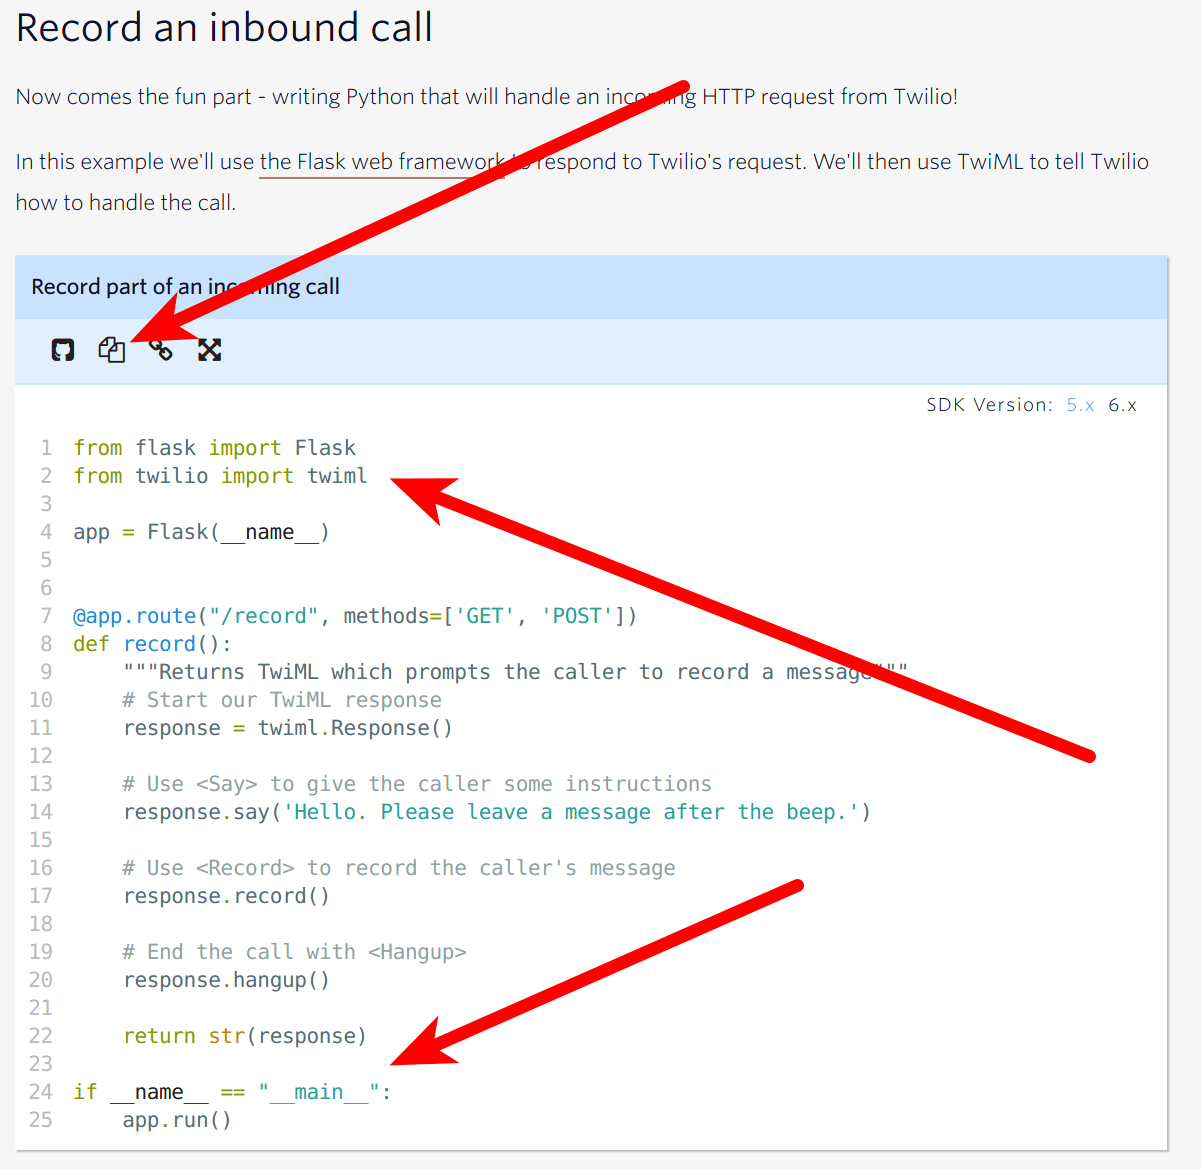 Record an inbound call
Now comes the fun part - writing Python that will handle an incoming HTTP request from Twilio!
In this example we'll use the Flask web framework to respond to Twilio's request. We'll then use TwiML to tell Twilio
how to handle the call.
Record part of an incoming call
SDK Version: 5.x 6.x
1 from flask import Flask
2 from twilio import twiml
3
4 app = Flask(__name__)
5
6
7 @app.route("/record", methods=['GET', 'POST'])
8 def record():
9     """Returns TwiML which prompts the caller to record a message"""
10     # Start our TwiML response
11     response = twiml.Response()
12
13     # Use <Say> to give the caller some instructions
14     response.say('Hello. Please leave a message after the beep.')
15
16     # Use <Record> to record the caller's message
17     response.record()
18
19     # End the call with <Hangup>
20     response.hangup()
21
22     return str(response)
23
24 if __name__ == "__main__":
25     app.run()